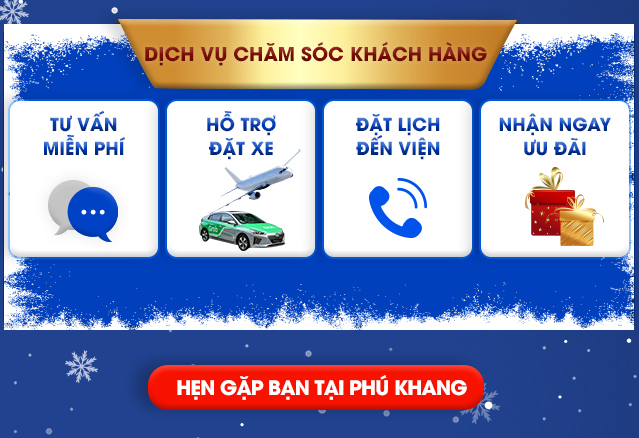 DỊCH VỤ CHĂM SÓC KHÁCH HÀNG
TƯ VẤN
MIỄN PHÍ
HỖ TRỢ
ĐẶT XE
Grab
ĐẶT LỊCH
ĐẾN VIỆN
NHẬN NGAY
ƯU ĐÃI
HẸN GẶP BẠN TẠI PHÚ KHANG